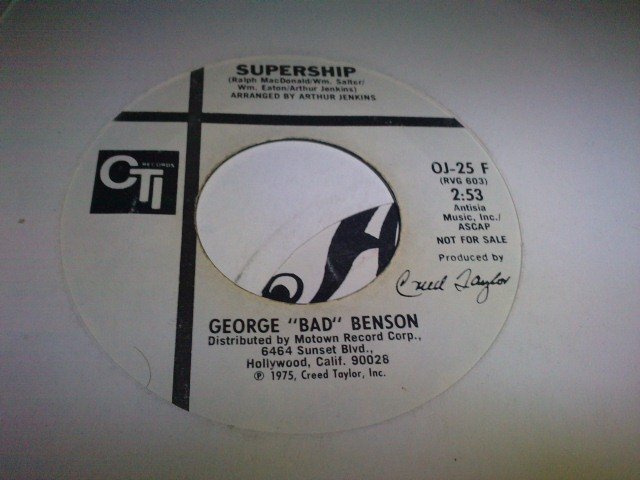 SUPERSHIP
(Ralph MacDonald/Wm. Salter/
Wm. Eaton/Arthur Jenkins)
ARRANGED BY ARTHUR JENKINS
CTI
RECORDS
OJ-25 F
(RVG 603)
2:53
Antisia
Music, Inc./
ASCAP
NOT FOR SALE
Produced by
Creed Taylor
GEORGE "BAD" BENSON
Distributed by Motown Record Corp.,
6464 Sunset Blvd.,
Hollywood, Calif. 90028
℗ 1975, Creed Taylor, Inc.